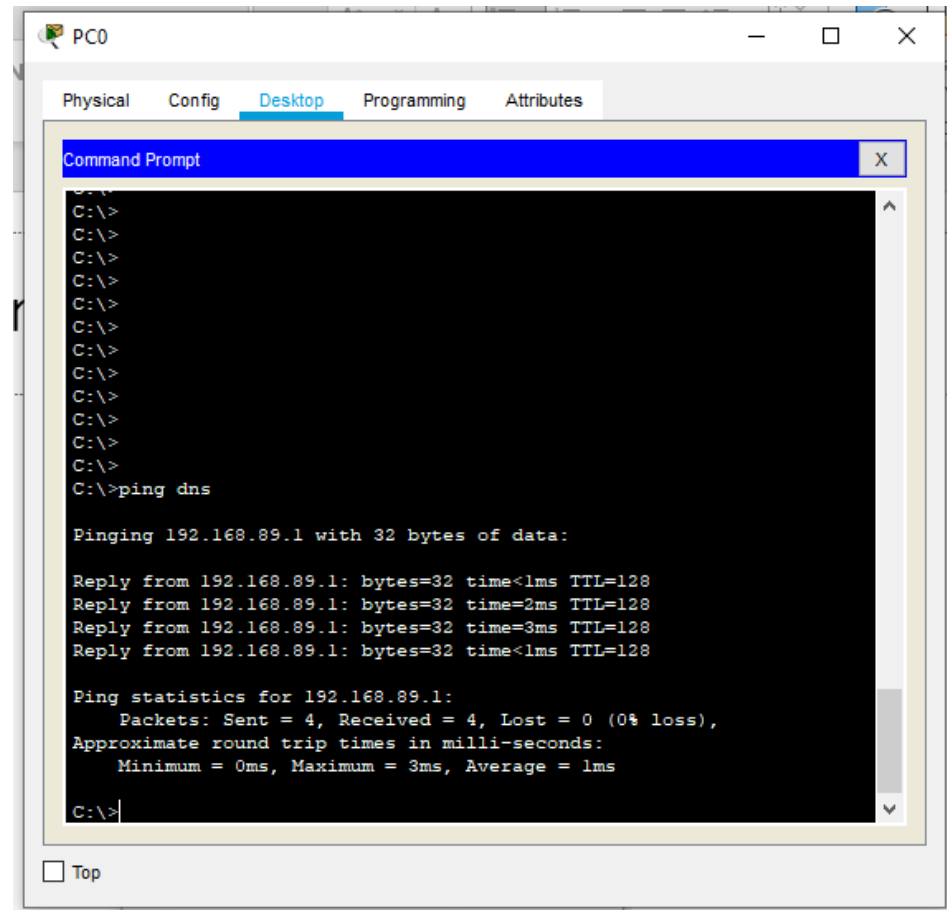 PC0
Physical Config Desktop Programming Attributes
Command Prompt
X
C:\>
C:\>
C:\>
C:\>
C:\>
C:\>
C:\>
C:\>
C:\>
C:\>
C:\>
C:\>
C:\>ping dns
Pinging 192.168.89.1 with 32 bytes of data:
Reply from 192.168.89.1: bytes=32 time<1ms TTL=128
Reply from 192.168.89.1: bytes=32 time=2ms TTL=128
Reply from 192.168.89.1: bytes=32 time=3ms TTL=128
Reply from 192.168.89.1: bytes=32 time<1ms TTL=128
Ping statistics for 192.168.89.1:
Packets: Sent = 4, Received = 4, Lost = 0 (0% loss),
Approximate round trip times in milli-seconds:
Minimum = 0ms, Maximum = 3ms, Average = 1ms
C:\>
Top